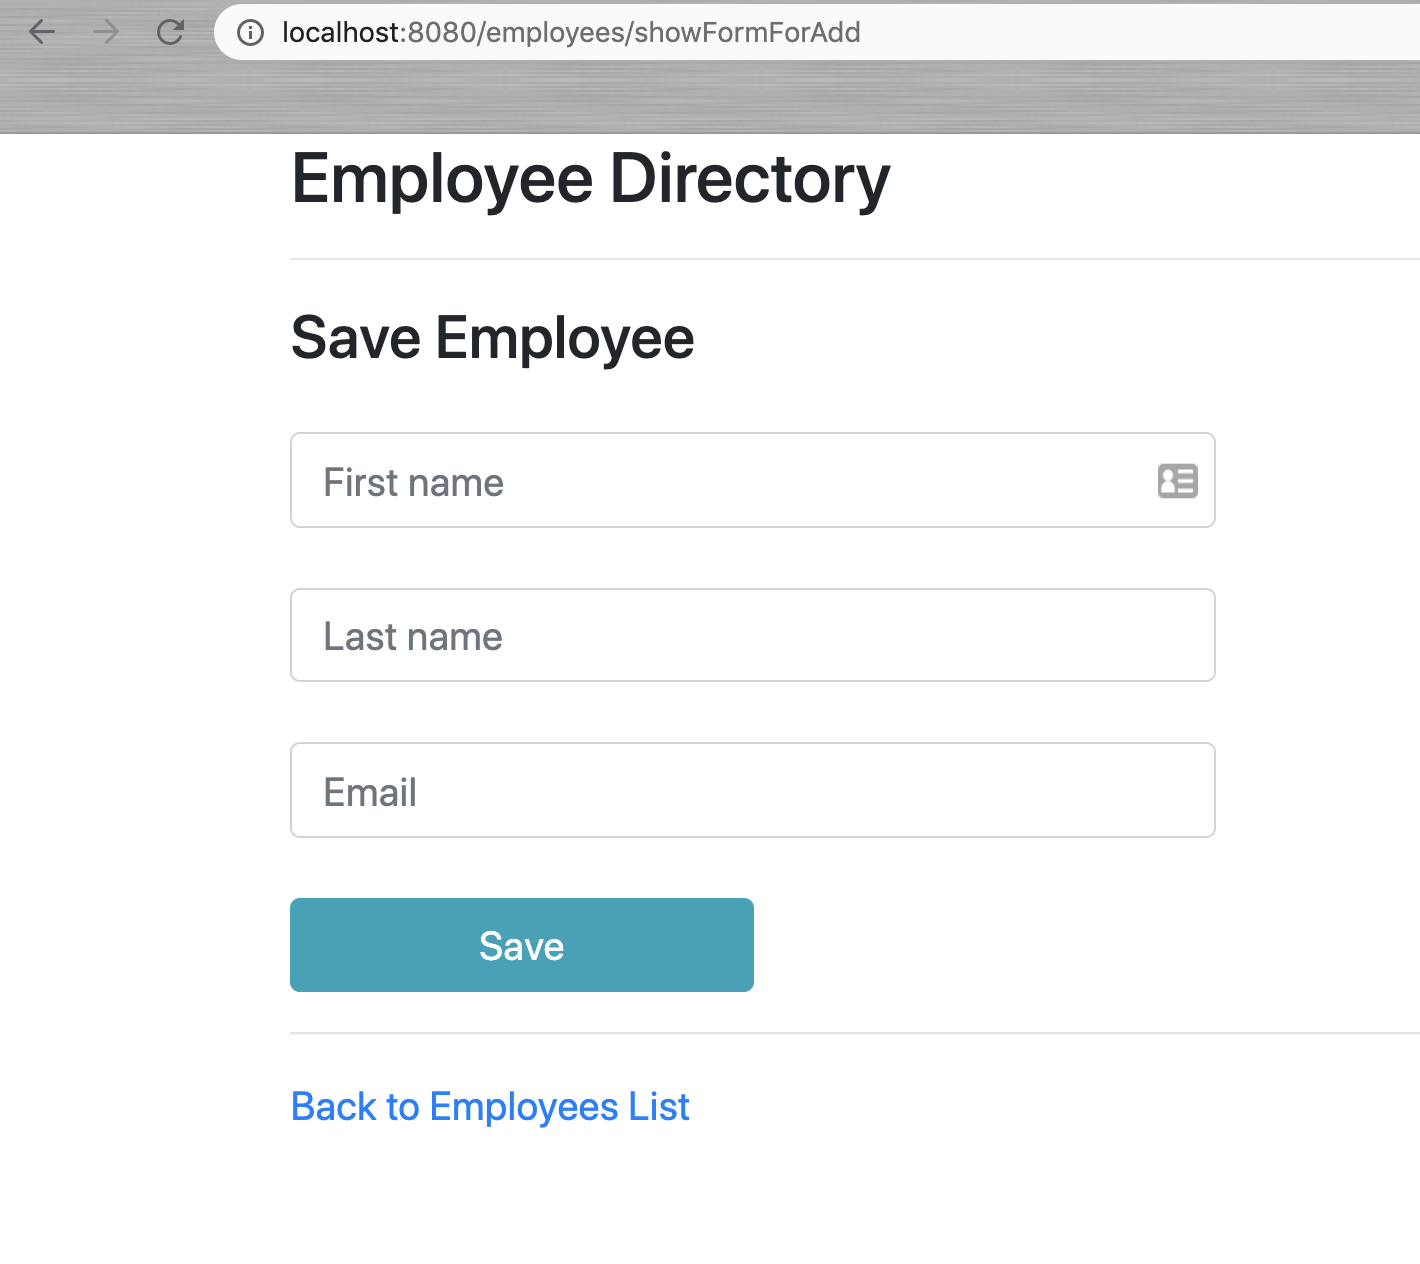 localhost:8080/employees/showFormForAdd
Employee Directory
Save Employee
First name
Last name
Email
Save
Back to Employees List